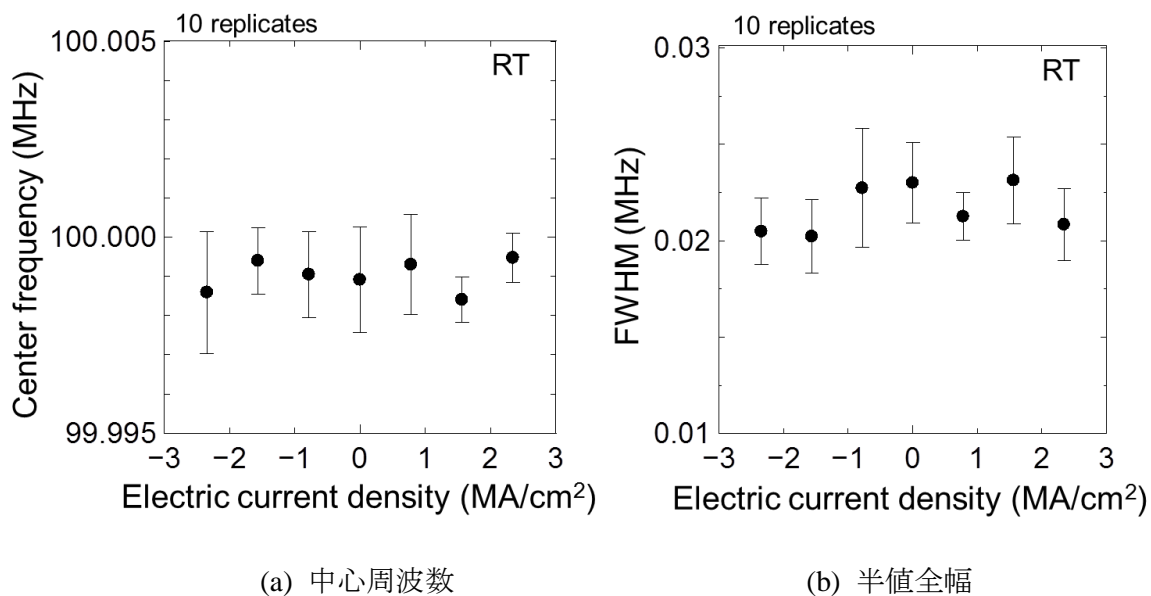 10 replicates
100.005
RT
100.000
99.995
Center frequency (MHz)
−3 −2 −1 0 1 2 3
Electric current density (MA/cm²)
(a) 中心周波数
10 replicates
0.03
RT
0.02
0.01
FWHM (MHz)
−3 −2 −1 0 1 2 3
Electric current density (MA/cm²)
(b) 半値全幅